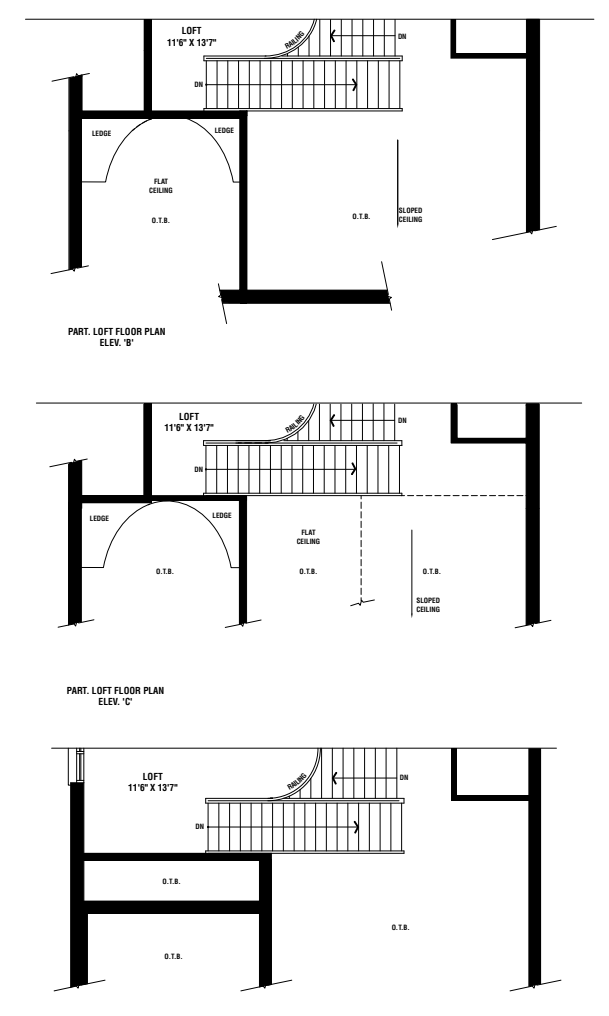 LOFT
11'6" X 13'7"
RAILING
DN
DN
LEDGE
LEDGE
FLAT
CEILING
O.T.B.
O.T.B.
SLOPED
CEILING
PART. LOFT FLOOR PLAN
ELEV. 'B'
LOFT
11'6" X 13'7"
RAILING
DN
DN
LEDGE
LEDGE
FLAT
CEILING
O.T.B.
O.T.B.
O.T.B.
SLOPED
CEILING
PART. LOFT FLOOR PLAN
ELEV. 'C'
LOFT
11'6" X 13'7"
RAILING
DN
DN
O.T.B.
O.T.B.
O.T.B.